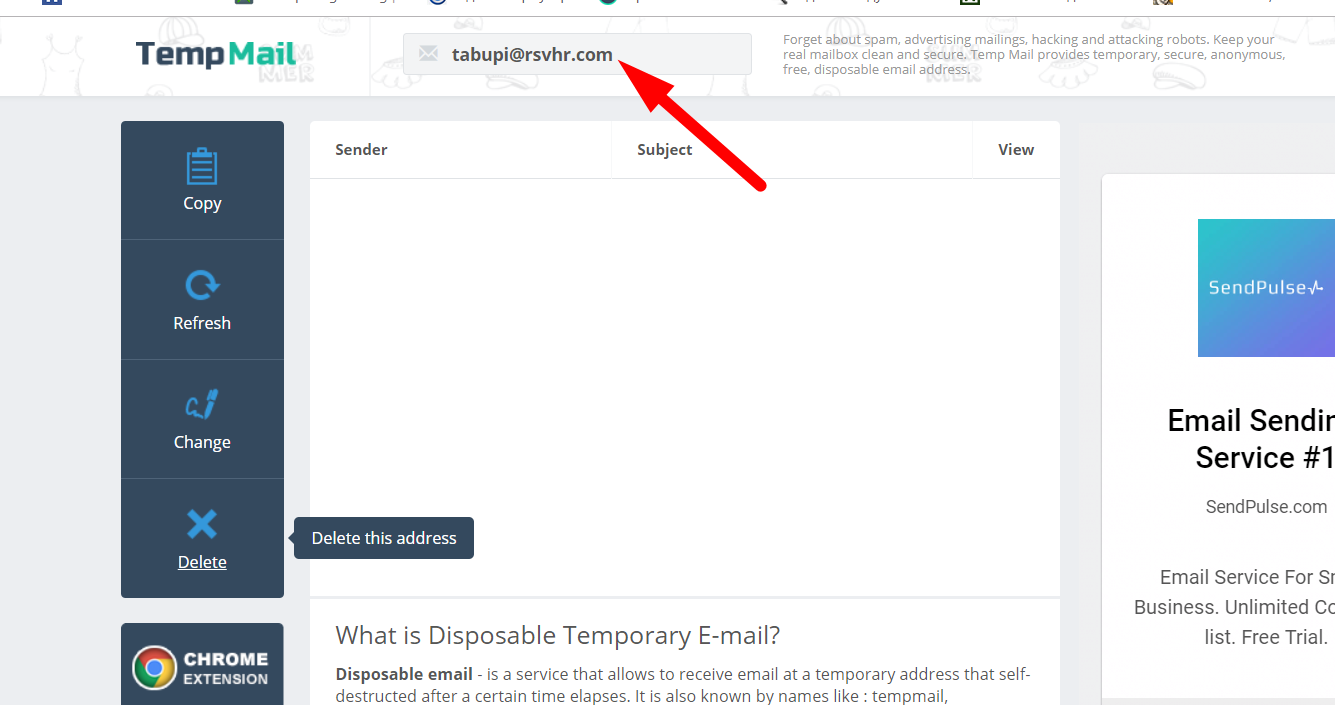 TempMail
tabupi@rsvhr.com
Forget about spam, advertising mailings, hacking and attacking robots. Keep your
real mailbox clean and secure. Temp Mail provides temporary, secure, anonymous,
free, disposable email address.
Copy
Refresh
Change
Delete
Delete this address
CHROME
EXTENSION
Sender
Subject
View
What is Disposable Temporary E-mail?
Disposable email - is a service that allows to receive email at a temporary address that self-
destructed after a certain time elapses. It is also known by names like : tempmail,
SendPulse
Email Sendin
Service #1
SendPulse.com
Email Service For Sm
Business. Unlimited Co
list. Free Trial.